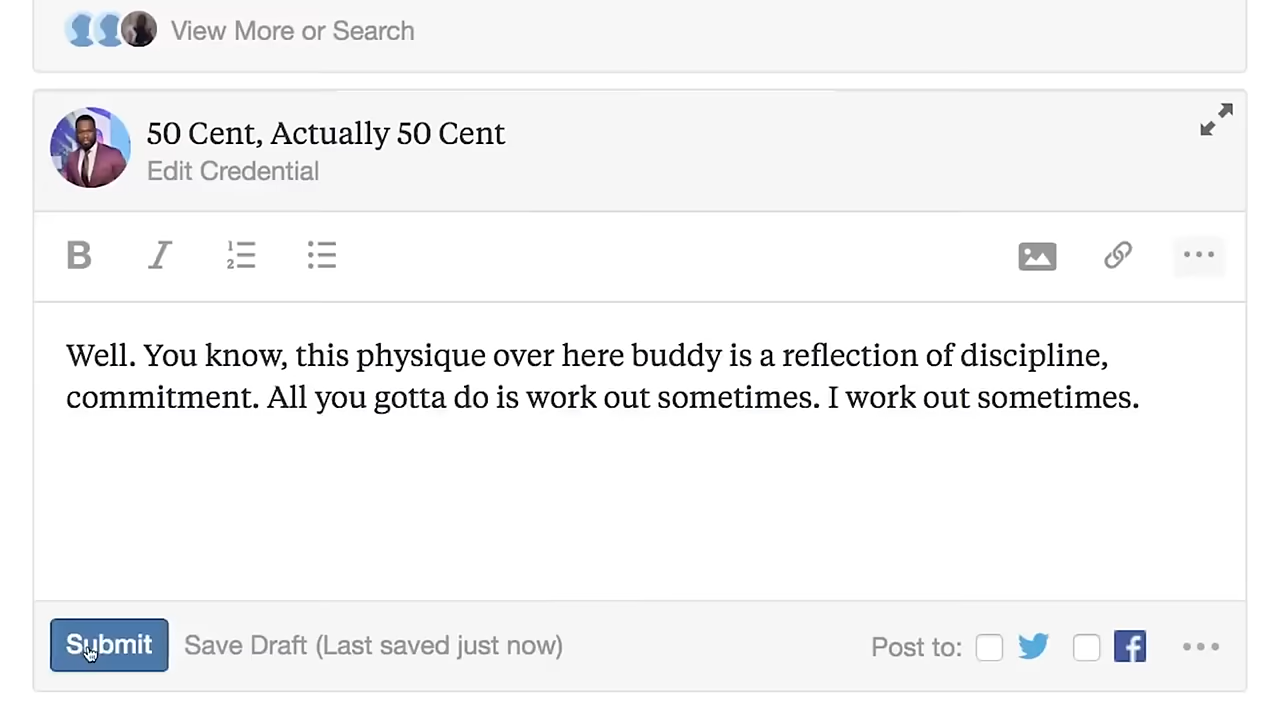 View More or Search
50 Cent, Actually 50 Cent
Edit Credential
B I
Well. You know, this physique over here buddy is a reflection of discipline,
commitment. All you gotta do is work out sometimes. I work out sometimes.
Submit Save Draft (Last saved just now) Post to: